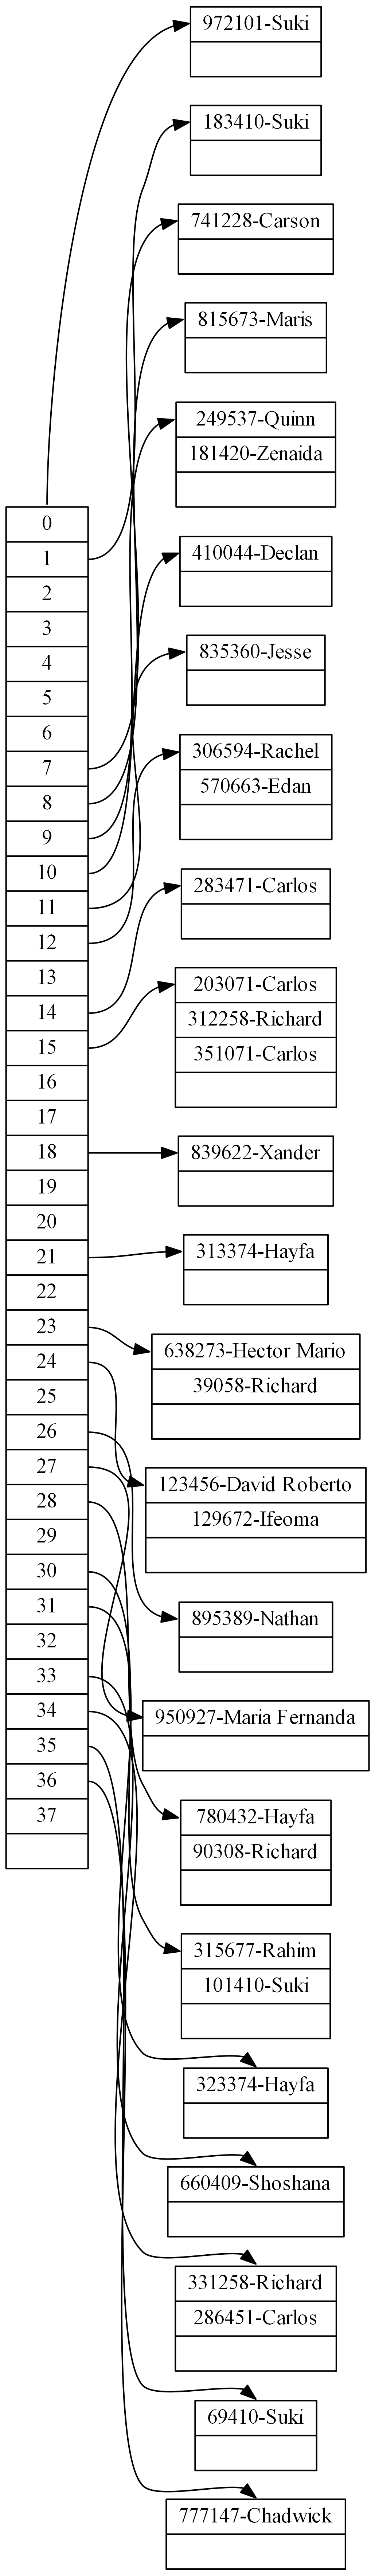 0
1
2
3
4
5
6
7
8
9
10
11
12
13
14
15
16
17
18
19
20
21
22
23
24
25
26
27
28
29
30
31
32
33
34
35
36
37
972101-Suki
183410-Suki
741228-Carson
815673-Maris
249537-Quinn
181420-Zenaida
410044-Declan
835360-Jesse
306594-Rachel
570663-Edan
283471-Carlos
203071-Carlos
312258-Richard
351071-Carlos
839622-Xander
313374-Hayfa
638273-Hector Mario
39058-Richard
123456-David Roberto
129672-Ifeoma
895389-Nathan
950927-Maria Fernanda
780432-Hayfa
90308-Richard
315677-Rahim
101410-Suki
323374-Hayfa
660409-Shoshana
331258-Richard
286451-Carlos
69410-Suki
777147-Chadwick